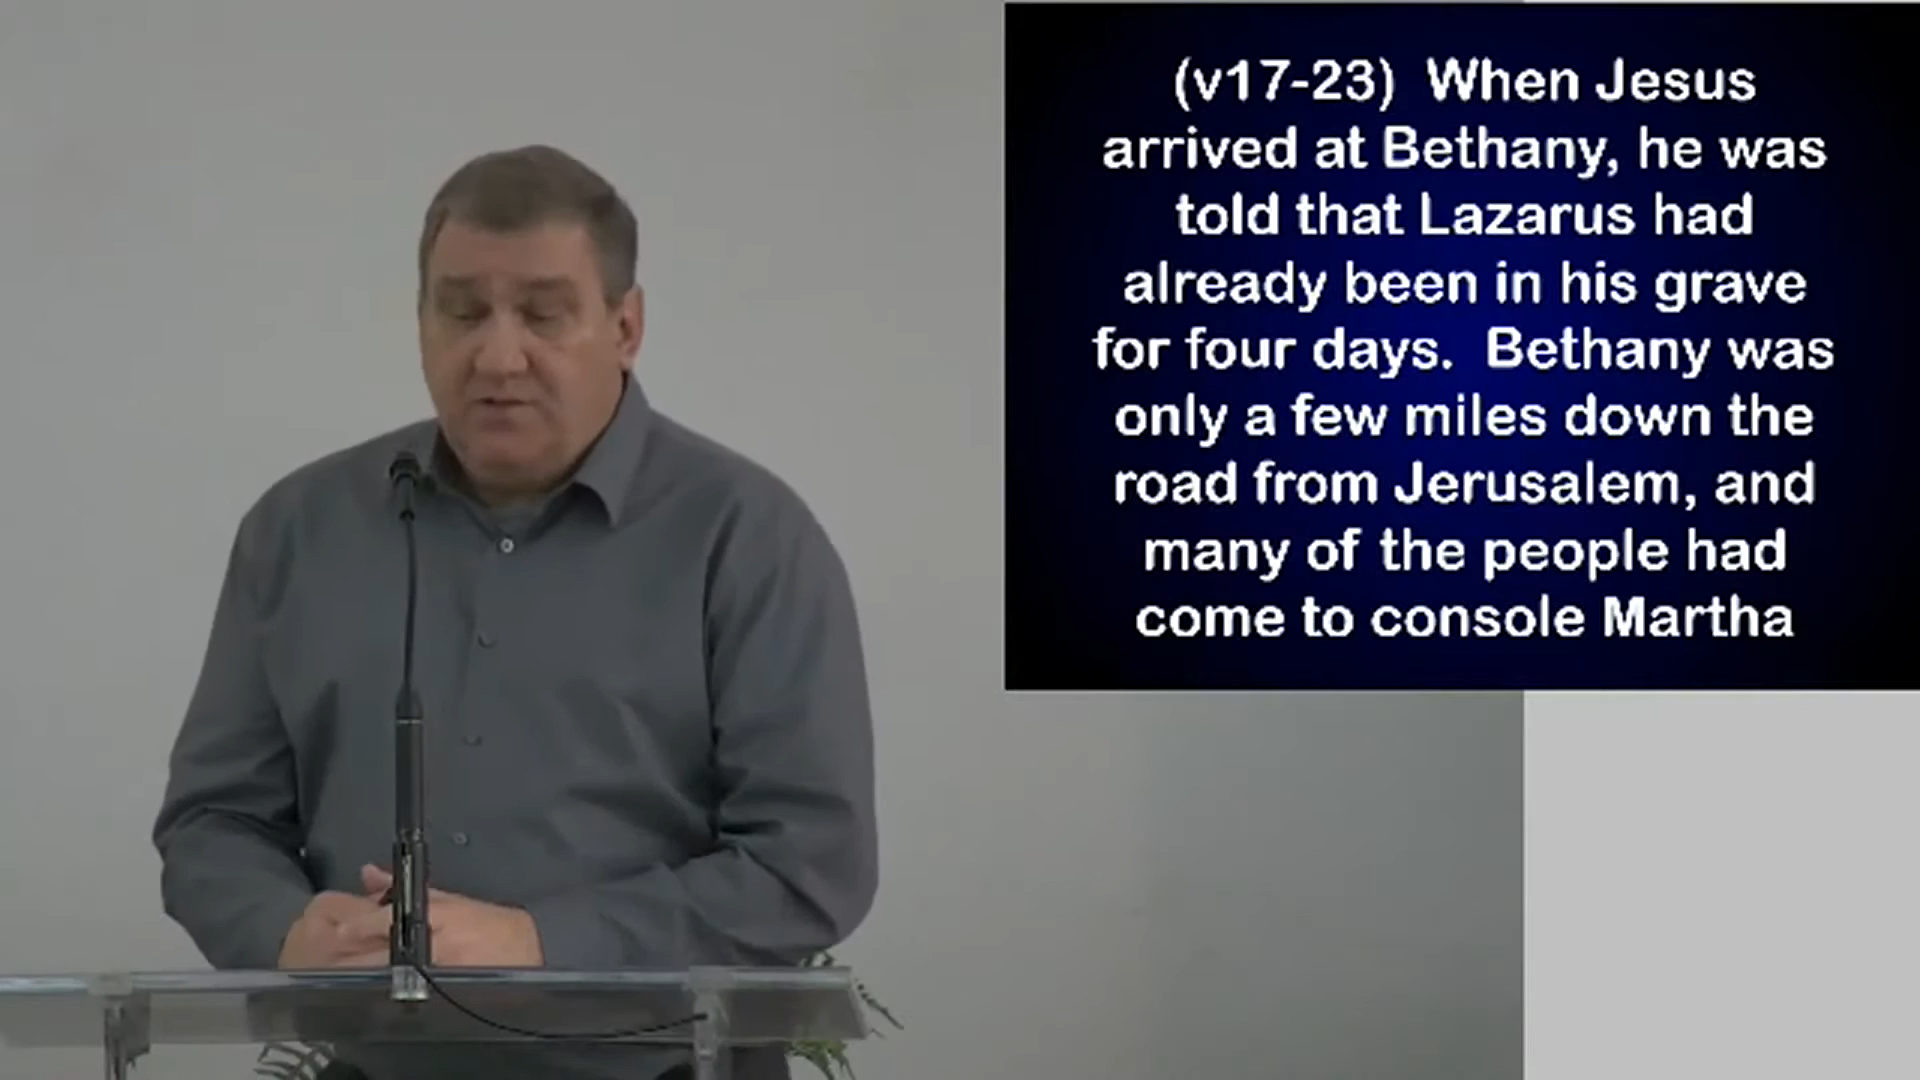 (v17-23) When Jesus
arrived at Bethany, he was
told that Lazarus had
already been in his grave
for four days. Bethany was
only a few miles down the
road from Jerusalem, and
many of the people had
come to console Martha